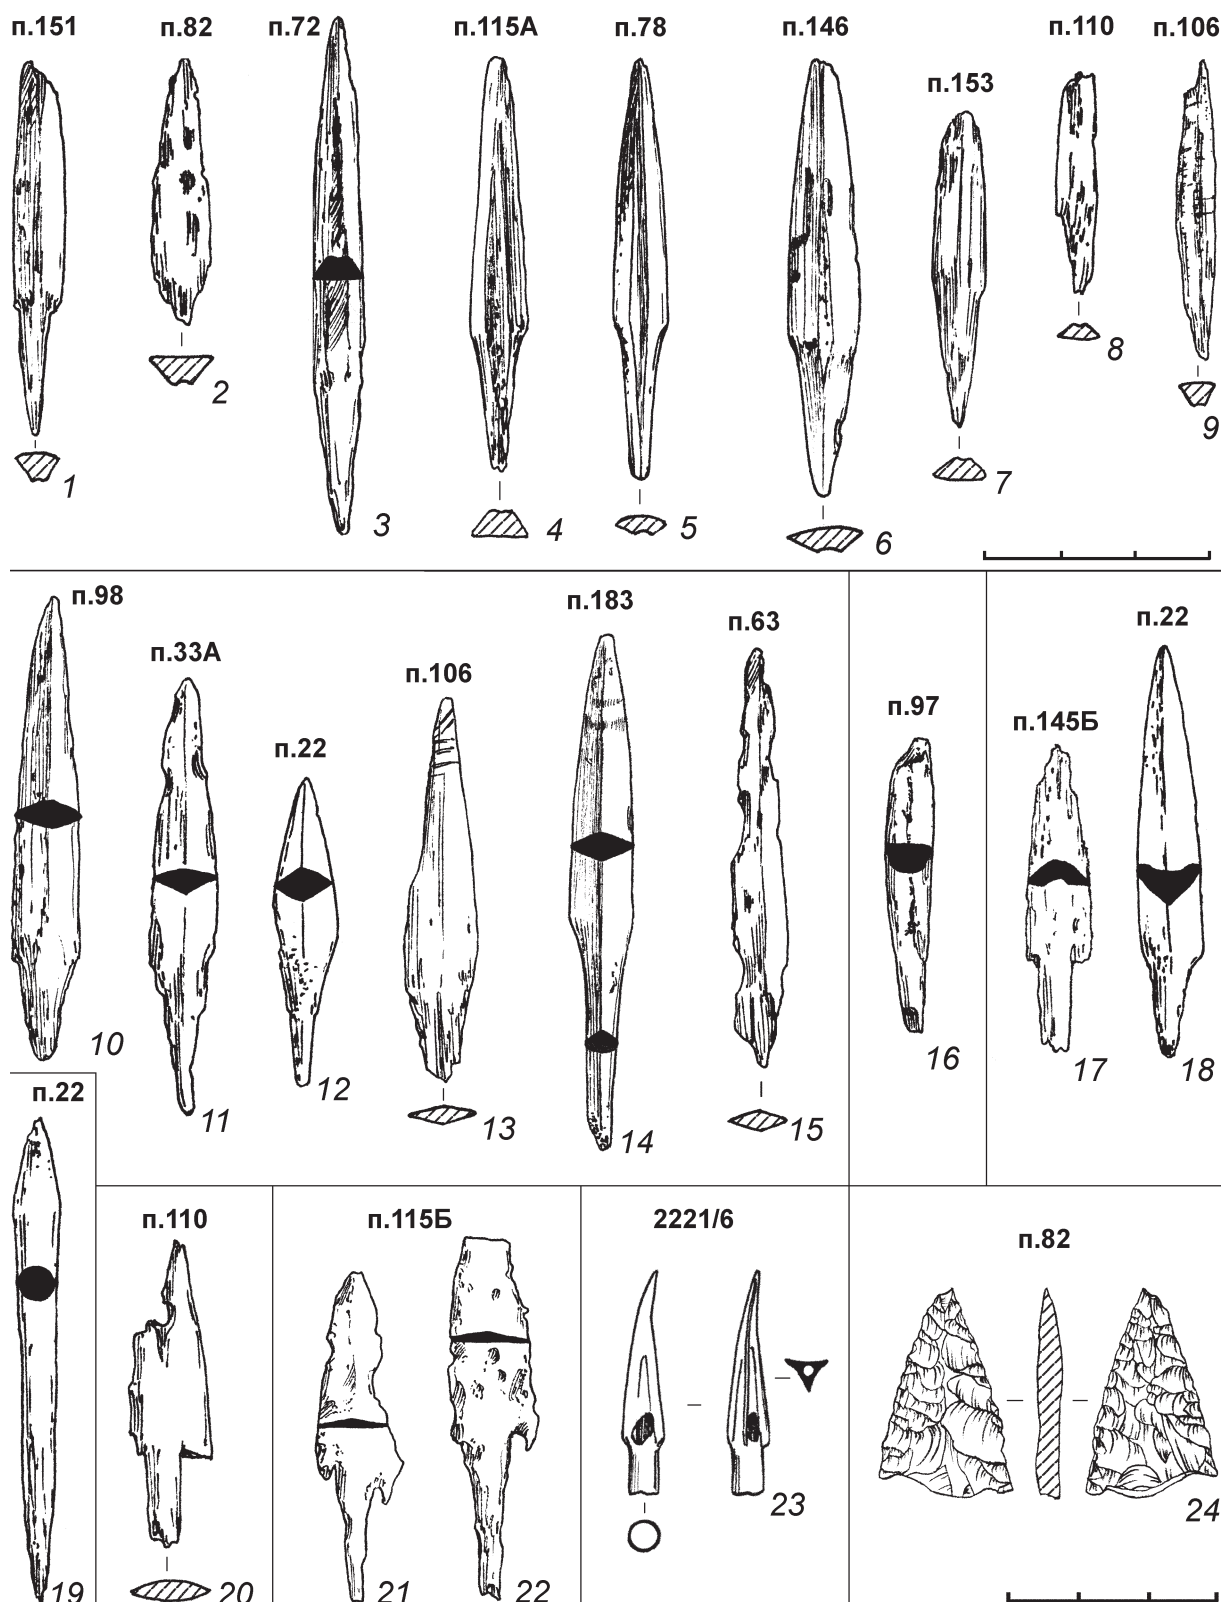 п.151 п.82 п.72 п.115А п.78 п.146 п.153 п.110 п.106
1 2 3 4 5 6 7 8 9
п.98 п.33А п.22 п.106 п.183 п.63 п.97 п.145Б п.22
10 11 12 13 14 15 16 17 18
п.22 п.110 п.115Б 2221/6 п.82
19 20 21 22 23 24